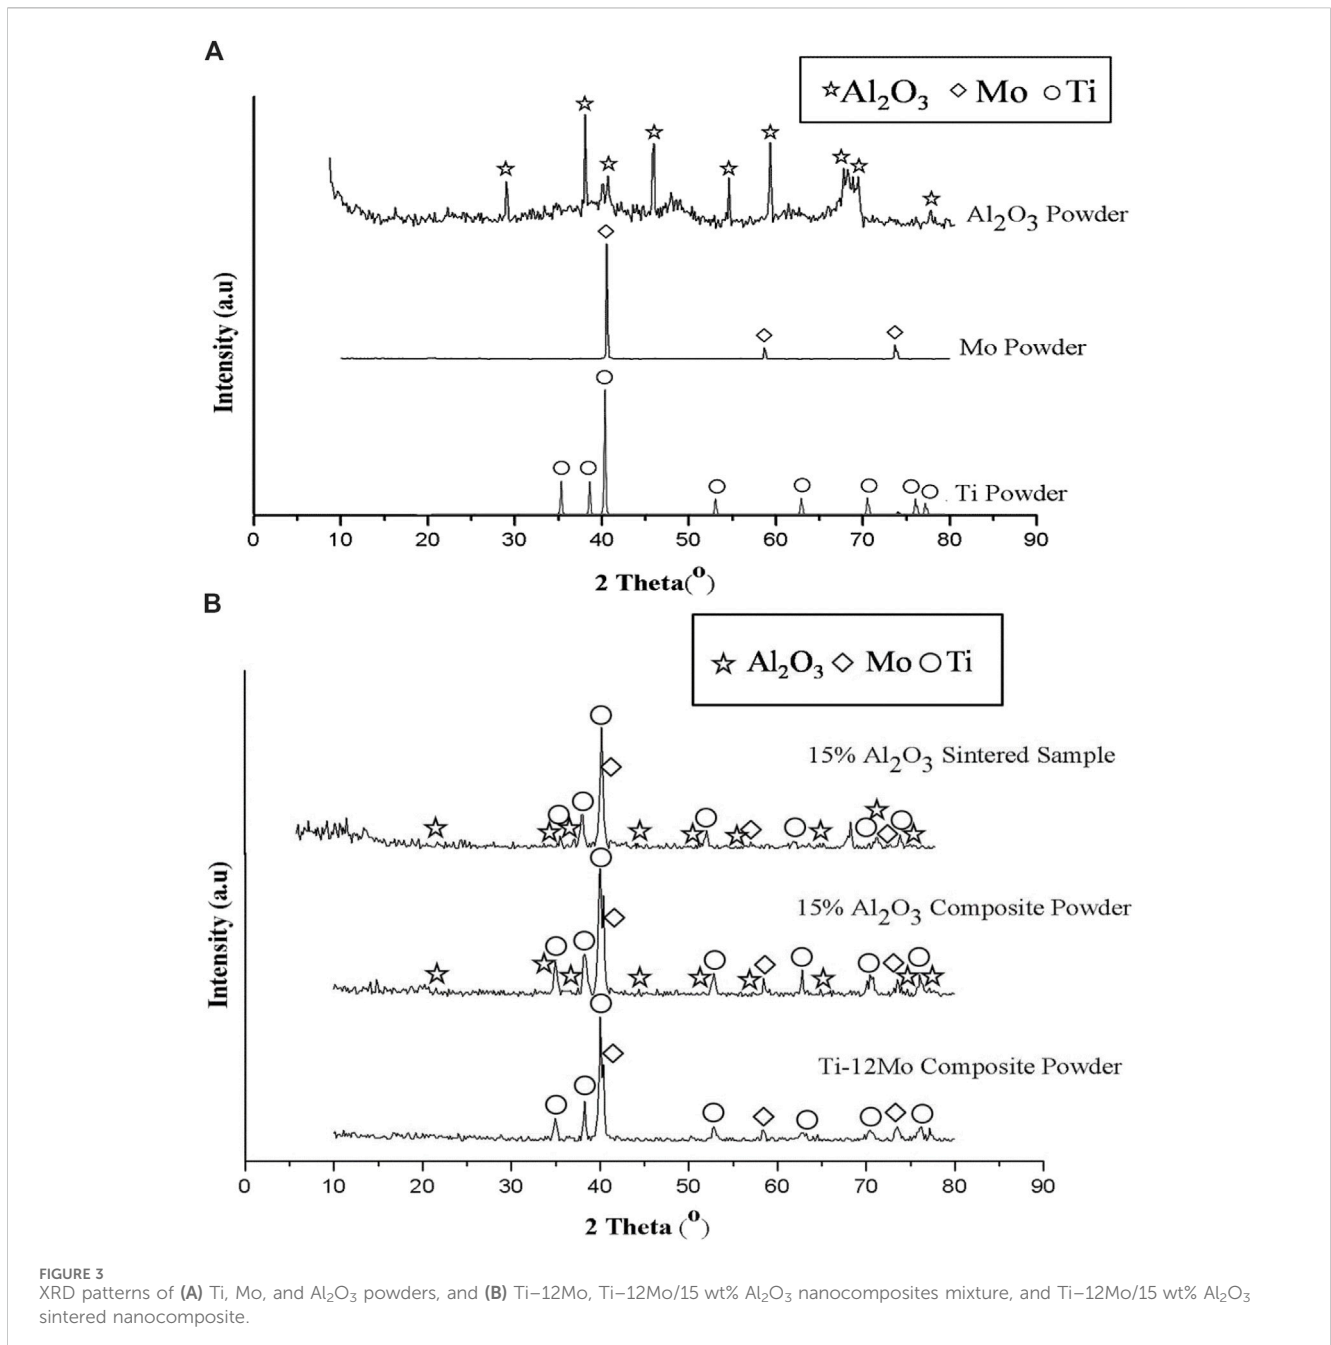 A
☆Al₂O₃ ◇Mo ○Ti
Al₂O₃ Powder
Mo Powder
Ti Powder
Intensity (a.u)
0 10 20 30 40 50 60 70 80 90
2 Theta(°)
B
☆ Al₂O₃ ◇ Mo ○Ti
15% Al₂O₃ Sintered Sample
15% Al₂O₃ Composite Powder
Ti-12Mo Composite Powder
Intensity (a.u)
0 10 20 30 40 50 60 70 80 90
2 Theta (°)
FIGURE 3
XRD patterns of (A) Ti, Mo, and Al₂O₃ powders, and (B) Ti–12Mo, Ti–12Mo/15 wt% Al₂O₃ nanocomposites mixture, and Ti–12Mo/15 wt% Al₂O₃
sintered nanocomposite.